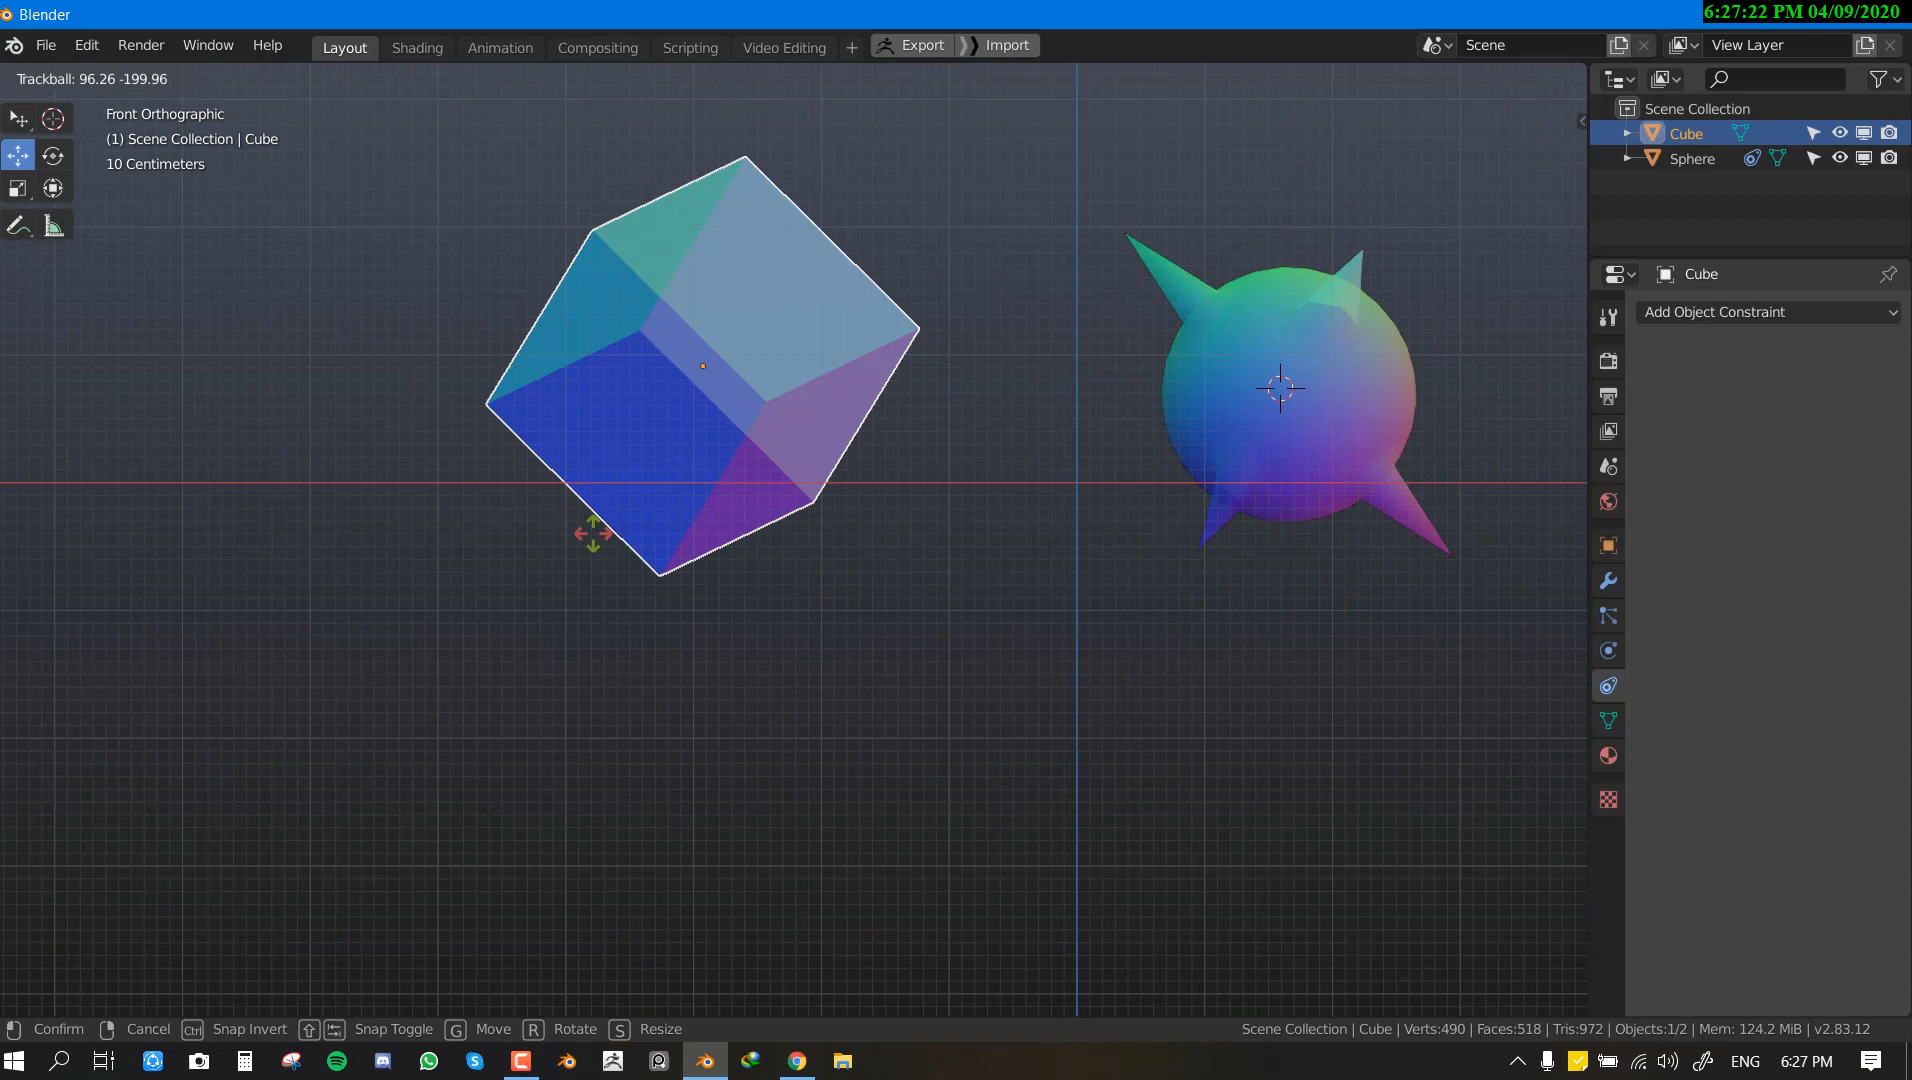 Blender
6:27:22 PM 04/09/2020
File Edit Render Window Help Layout Shading Animation Compositing Scripting Video Editing + Export Import Scene View Layer
Trackball: 96.26 -199.96
Front Orthographic
(1) Scene Collection | Cube
10 Centimeters
Scene Collection
Cube
Sphere
Cube
Add Object Constraint
Confirm Cancel Ctrl Snap Invert Snap Toggle G Move R Rotate S Resize
Scene Collection | Cube | Verts:490 | Faces:518 | Tris:972 | Objects:1/2 | Mem: 124.2 MiB | v2.83.12
ENG 6:27 PM